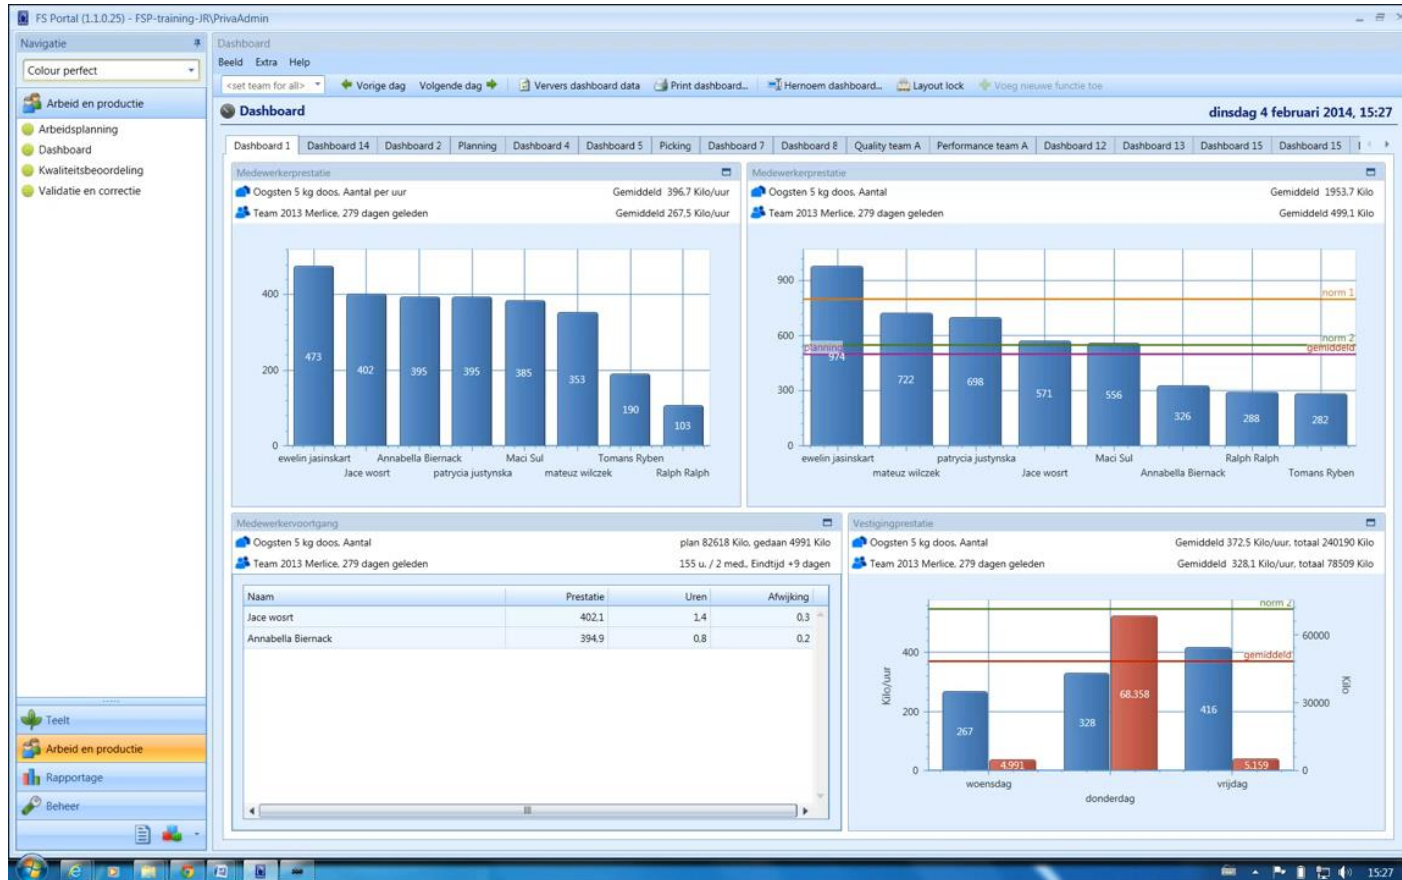 FS Portal (1.1.0.25) - FSP-training-JR\PrivaAdmin
Navigatie
Colour perfect
Arbeid en productie
Arbeidsplanning
Dashboard
Kwaliteitsbeoordeling
Validatie en correctie
Teelt
Arbeid en productie
Rapportage
Beheer
Dashboard
Beeld Extra Help
<set team for all> Vorige dag Volgende dag Ververs dashboard data Print dashboard... Hernoem dashboard... Layout lock Voeg nieuwe functie toe
Dashboard dinsdag 4 februari 2014, 15:27
Dashboard 1 Dashboard 14 Dashboard 2 Planning Dashboard 4 Dashboard 5 Picking Dashboard 7 Dashboard 8 Quality team A Performance team A Dashboard 12 Dashboard 13 Dashboard 15 Dashboard 15
Medewerkerprestatie
Oogsten 5 kg doos, Aantal per uur Gemiddeld 396,7 Kilo/uur
Team 2013 Merlice, 279 dagen geleden Gemiddeld 267,5 Kilo/uur
400
200
0
473 402 395 395 385 353 190 103
ewelin jasinskart Annabella Biernack Maci Sul Tomans Ryben
Jace wosrt patrycia justynska mateuz wilczek Ralph Ralph
Medewerkerprestatie
Oogsten 5 kg doos, Aantal Gemiddeld 1953,7 Kilo
Team 2013 Merlice, 279 dagen geleden Gemiddeld 499,1 Kilo
900
600
300
0
norm 1
norm 2
planning gemiddeld
974 722 698 571 556 326 288 282
ewelin jasinskart patrycia justynska Maci Sul Ralph Ralph
mateuz wilczek Jace wosrt Annabella Biernack Tomans Ryben
Medewerkervoortgang
Oogsten 5 kg doos, Aantal plan 82618 Kilo, gedaan 4991 Kilo
Team 2013 Merlice, 279 dagen geleden 155 u. / 2 med., Eindtijd +9 dagen
Naam Prestatie Uren Afwijking
Jace wosrt 402,1 1,4 0,3
Annabella Biernack 394,9 0,8 0,2
Vestigingprestatie
Oogsten 5 kg doos, Aantal Gemiddeld 372,5 Kilo/uur, totaal 240190 Kilo
Team 2013 Merlice, 279 dagen geleden Gemiddeld 328,1 Kilo/uur, totaal 78509 Kilo
norm 2
gemiddeld
400
200
0
Kilo/uur
60000
30000
0
Kilo
267 4.991 328 68.358 416 5.159
woensdag donderdag vrijdag
15:27